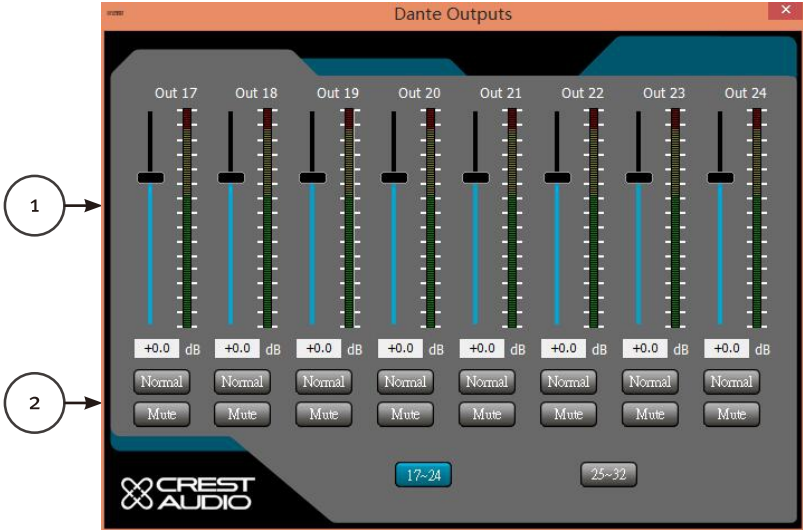 Dante Outputs ×
Out 17 Out 18 Out 19 Out 20 Out 21 Out 22 Out 23 Out 24
1
+0.0 dB +0.0 dB +0.0 dB +0.0 dB +0.0 dB +0.0 dB +0.0 dB +0.0 dB
Normal Normal Normal Normal Normal Normal Normal Normal
2
Mute Mute Mute Mute Mute Mute Mute Mute
17~24 25~32
CREST
AUDIO